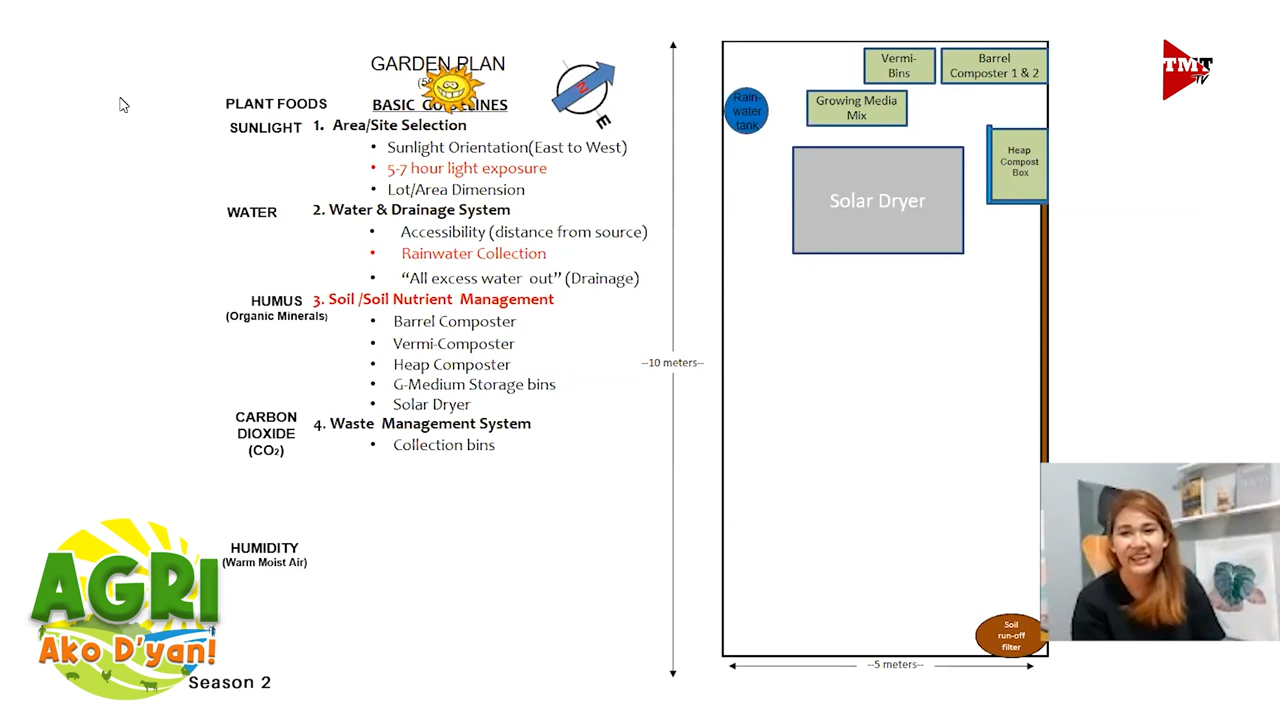 GARDEN PLAN
BASIC GUIDELINES
N
E
PLANT FOODS
SUNLIGHT
1. Area/Site Selection
• Sunlight Orientation(East to West)
• 5-7 hour light exposure
• Lot/Area Dimension
WATER
2. Water & Drainage System
• Accessibility (distance from source)
• Rainwater Collection
• “All excess water out” (Drainage)
HUMUS
(Organic Minerals)
3. Soil /Soil Nutrient Management
• Barrel Composter
• Vermi-Composter
• Heap Composter
• G-Medium Storage bins
• Solar Dryer
CARBON
DIOXIDE
(CO₂)
4. Waste Management System
• Collection bins
HUMIDITY
(Warm Moist Air)
AGRI
Ako D'yan!
Season 2
--10 meters--
Vermi-
Bins
Barrel
Composter 1 & 2
Rain-
water
tank
Growing Media
Mix
Heap
Compost
Box
Solar Dryer
Soil
run-off
filter
--5 meters--
TMT
TV